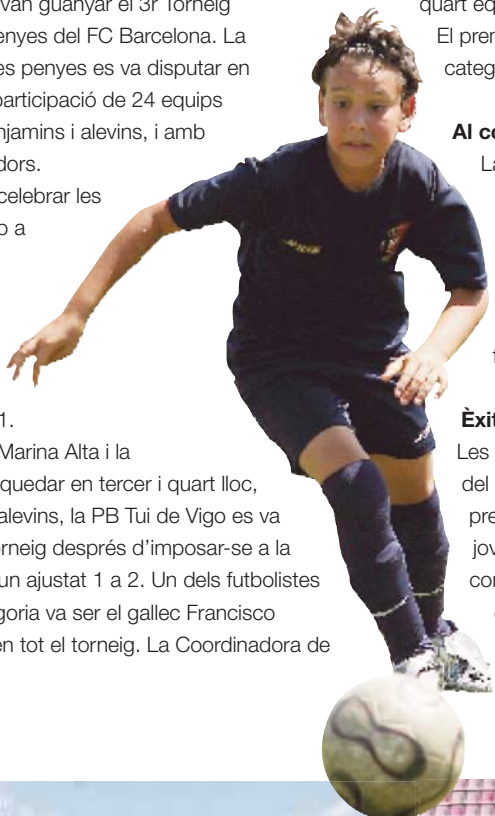 van guanyar el 3r Torneig
enyes del FC Barcelona. La
es penyes es va disputar en
participació de 24 equips
njamins i alevins, i amb
dors.
celebrar les
o a
1.
Marina Alta i la
quedar en tercer i quart lloc,
alevins, la PB Tui de Vigo es va
orneig després d'imposar-se a la
un ajustat 1 a 2. Un dels futbolistes
goria va ser el gallec Francisco
en tot el torneig. La Coordinadora de
quart eq
El pren
categ
Al co
La
f
Èxit
Les
del
pre
jov
con